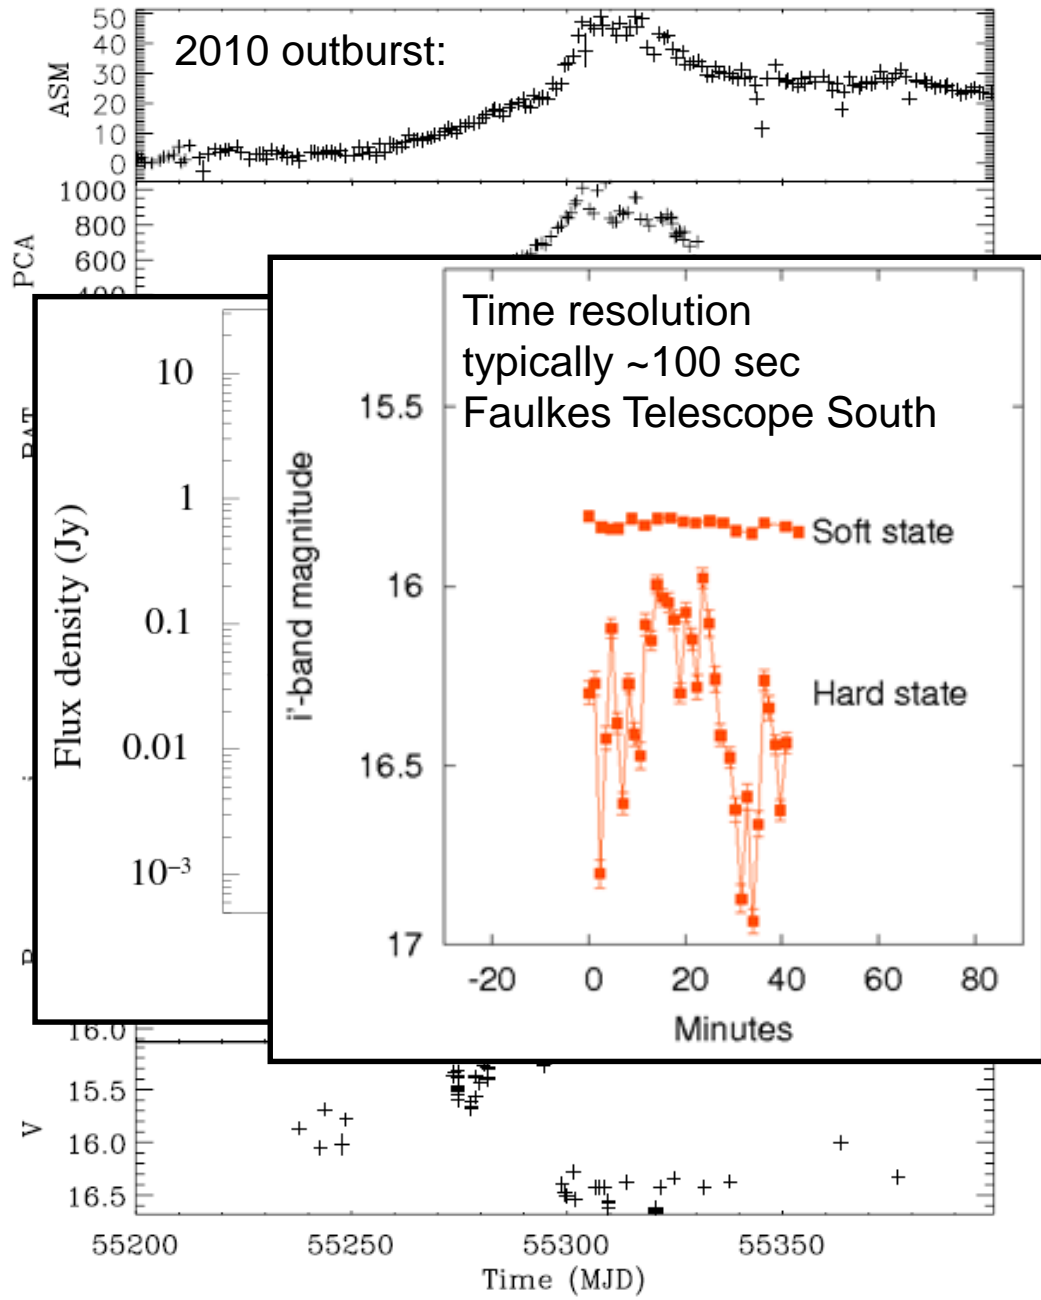 2010 outburst:
ASM
50
40
30
20
10
0
PCA
1000
800
600
Flux density (Jy)
10
1
0.1
0.01
10⁻³
Time resolution
typically ~100 sec
Faulkes Telescope South
i'-band magnitude
15.5
16
16.5
17
Soft state
Hard state
-20 0 20 40 60 80
Minutes
V
16.0
15.5
16.0
16.5
55200 55250 55300 55350
Time (MJD)